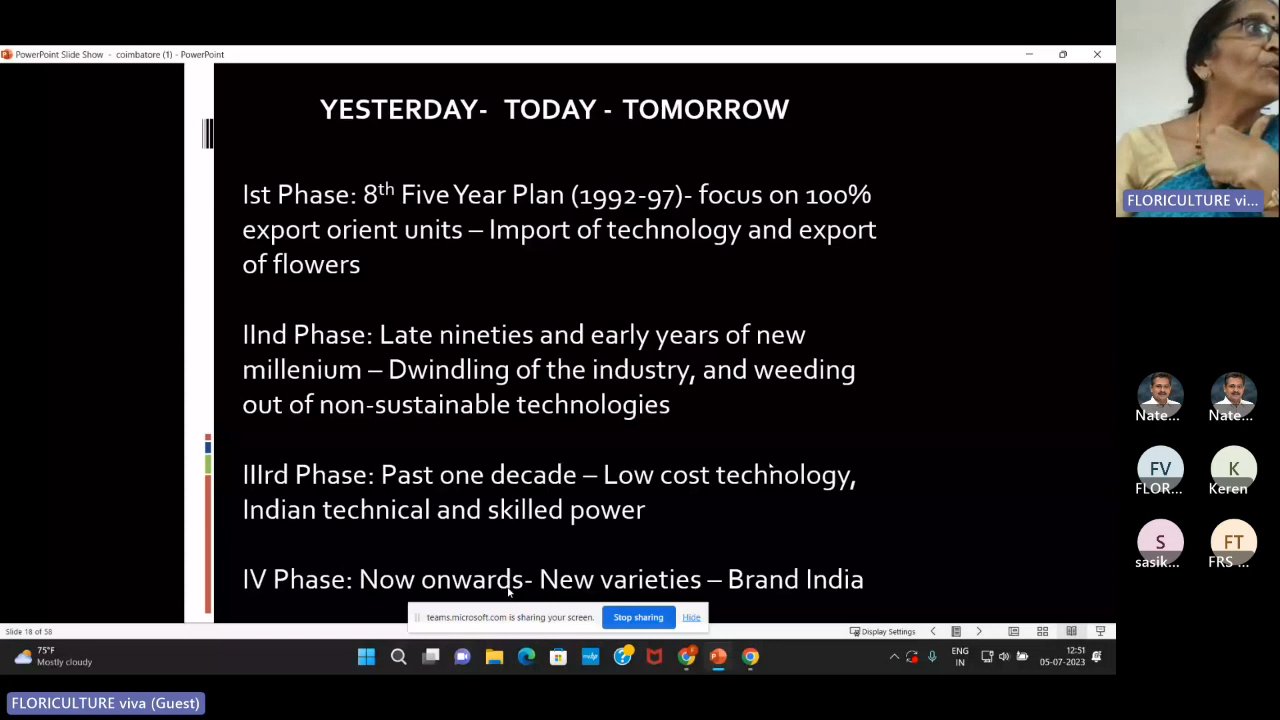 PowerPoint Slide Show - coimbatore (1) - PowerPoint
YESTERDAY- TODAY - TOMORROW
Ist Phase: 8th Five Year Plan (1992-97)- focus on 100%
export orient units – Import of technology and export
of flowers
IInd Phase: Late nineties and early years of new
millenium – Dwindling of the industry, and weeding
out of non-sustainable technologies
IIIrd Phase: Past one decade – Low cost technology,
Indian technical and skilled power
IV Phase: Now onwards- New varieties – Brand India
teams.microsoft.com is sharing your screen.
Stop sharing
Hide
Slide 18 of 58
Display Settings
75°F
Mostly cloudy
ENG
IN
12:51
05-07-2023
FLORICULTURE vi...
Nate...
Nate...
FV
FLOR...
K
Keren
S
sasik...
FT
FRS ...
FLORICULTURE viva (Guest)